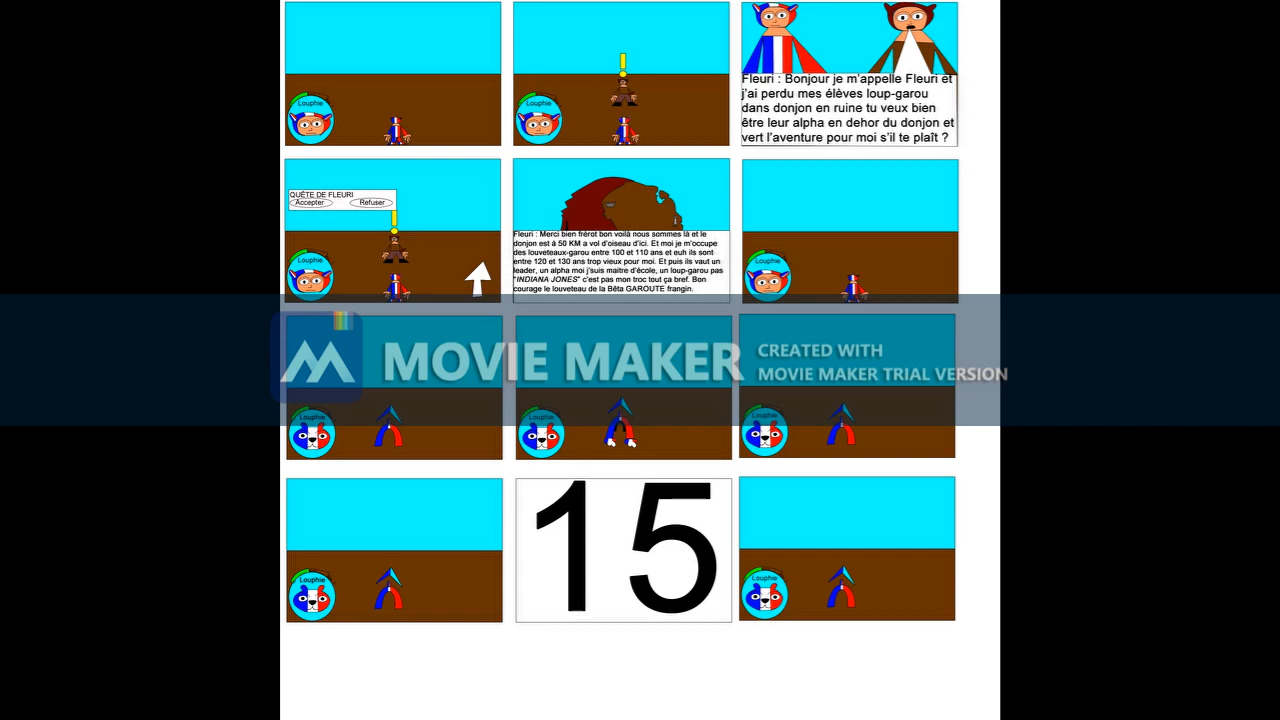 Louphie
Louphie
Fleuri : Bonjour je m'appelle Fleuri et
j'ai perdu mes élèves loup-garou
dans donjon en ruine tu veux bien
être leur alpha en dehor du donjon et
vert l'aventure pour moi s'il te plaît ?
QUÊTE DE FLEURI
Accepter Refuser
Louphie
Fleuri : Merci bien frérot bon voilà nous sommes là et le
donjon est à 50 KM a vol d'oiseau d'ici. Et moi je m'occupe
des louveteaux-garou entre 100 et 110 ans et euh ils sont
entre 120 et 130 ans trop vieux pour moi. Et puis ils vaut un
leader, un alpha moi j'suis maitre d'école, un loup-garou pas
"INDIANA JONES" c'est pas mon troc tout ça bref. Bon
courage le louveteau de la Bêta GAROUTE frangin.
Louphie
MOVIE MAKER
CREATED WITH
MOVIE MAKER TRIAL VERSION
Louphie
Louphie
Louphie
Louphie
15
Louphie